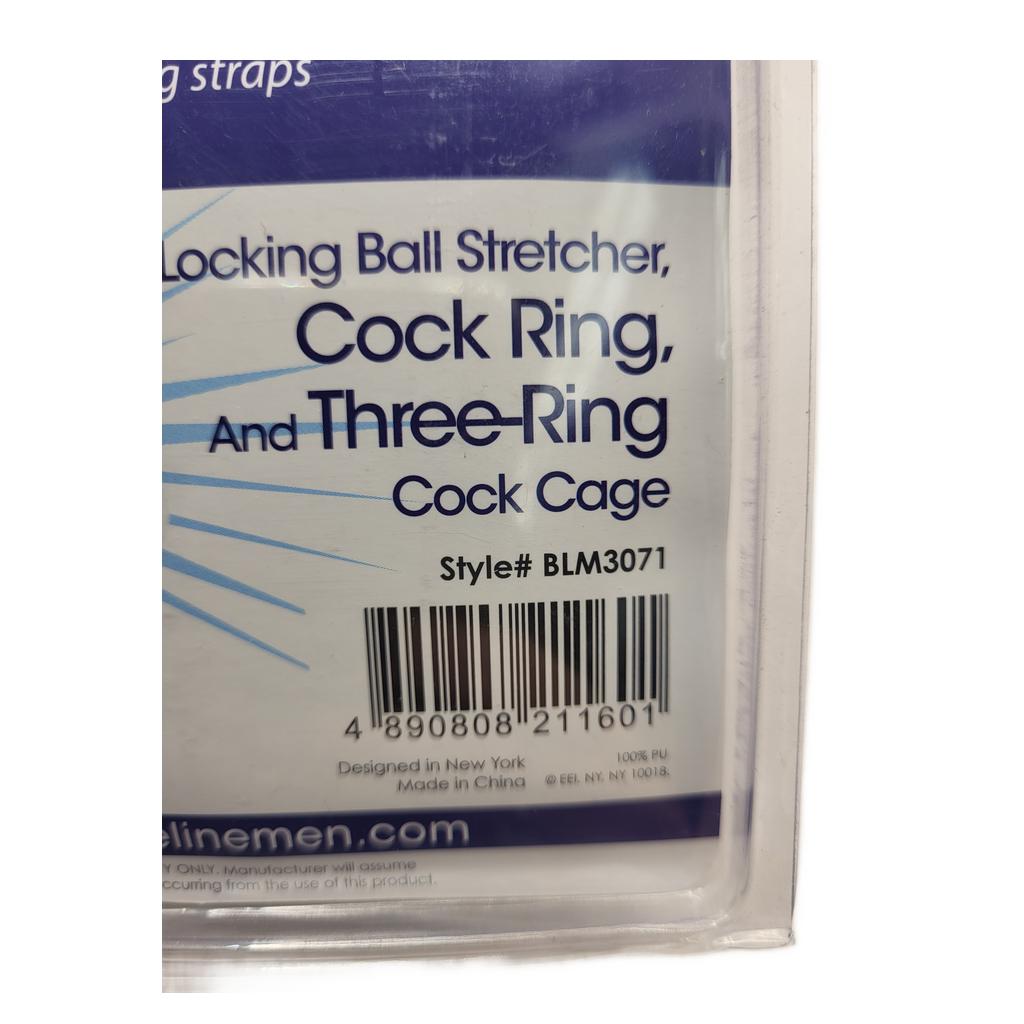 g straps
Locking Ball Stretcher,
Cock Ring,
And Three-Ring
Cock Cage
Style# BLM3071
4 890808 211601
Designed in New York
Made in China
100% PU
© EEI, NY, NY 10018.
elinemen.com
Y ONLY. Manufacturer will assume
ccurring from the use of this product.